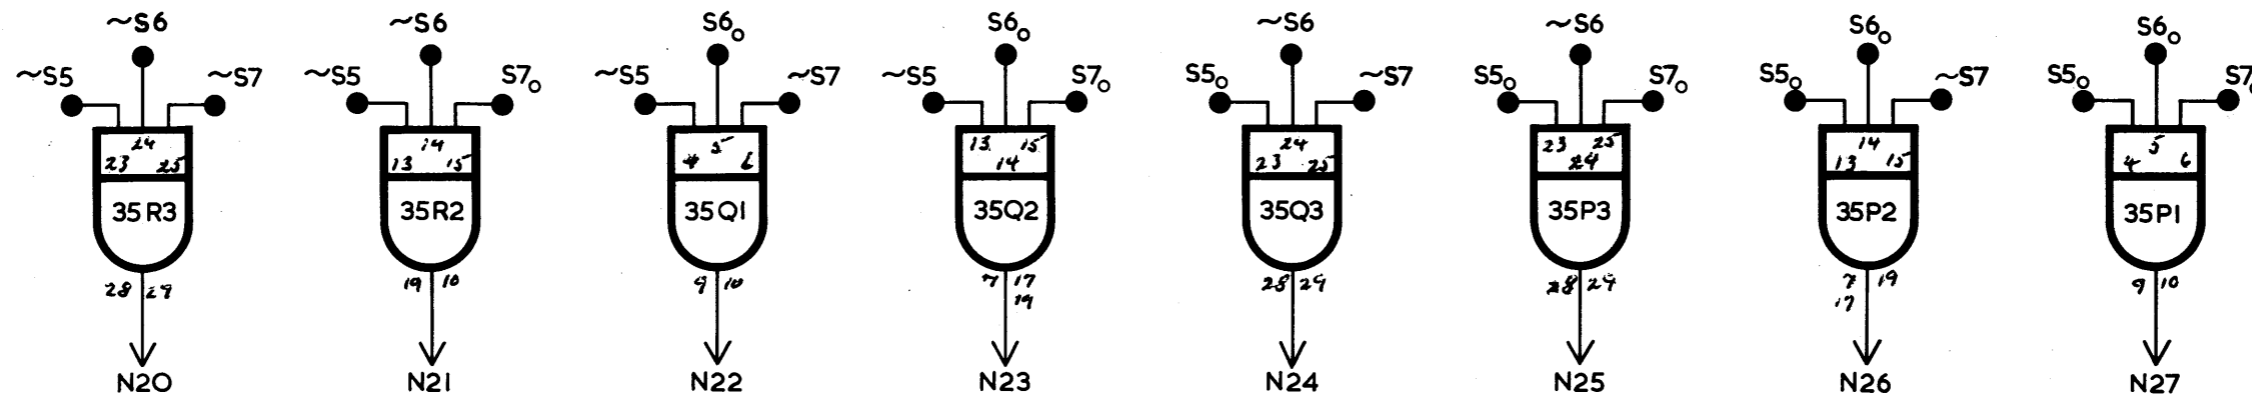 ~S6 ~S6 S6o S6o ~S6 ~S6 S6o S6o
~S5 ~S7 ~S5 S7o ~S5 ~S7 ~S5 S7o S5o ~S7 S5o S7o S5o ~S7 S5o S7o
24 14 5 13 15 24 23 25 14 5
23 25 13 15 4 6 14 23 25 24 13 15 4 6
35R3 35R2 35Q1 35Q2 35Q3 35P3 35P2 35P1
28 29 19 10 9 10 7 17 28 29 28 29 7 19 9 10
19 17
N20 N21 N22 N23 N24 N25 N26 N27